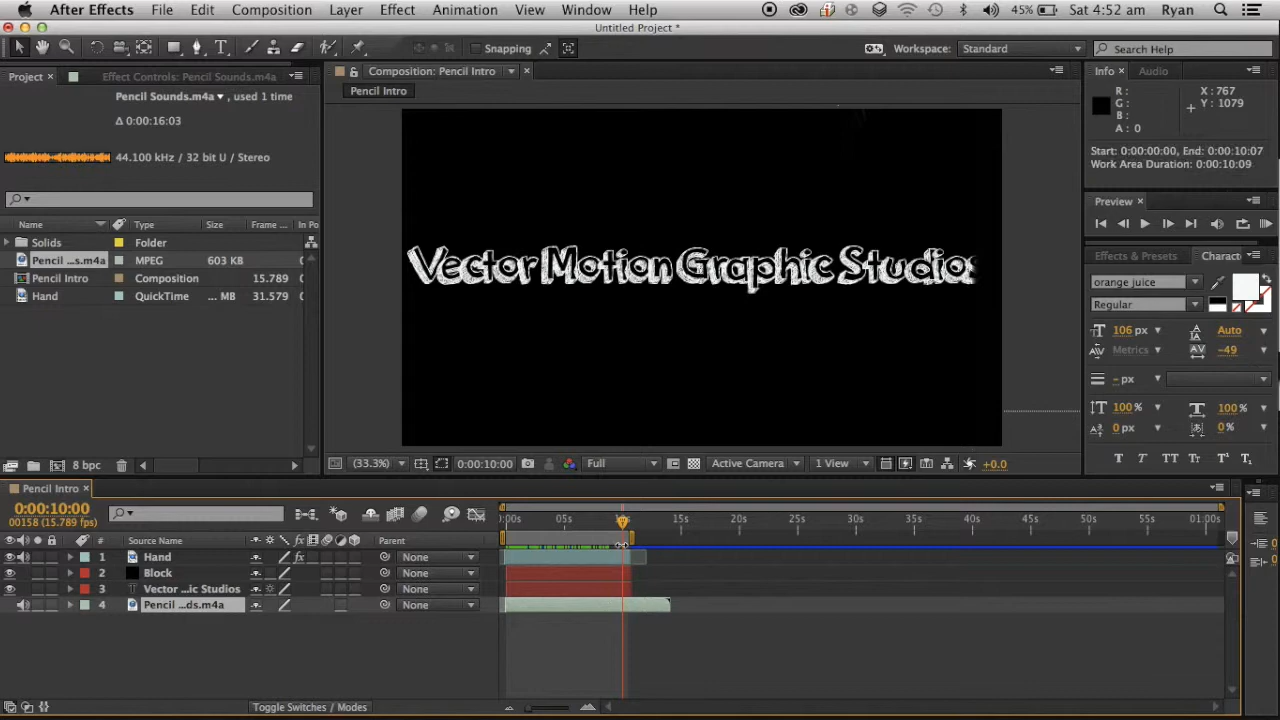 After Effects File Edit Composition Layer Effect Animation View Window Help 45% Sat 4:52 am Ryan
Untitled Project *
Snapping Workspace: Standard Search Help
Project Effect Controls: Pencil Sounds.m4a
Composition: Pencil Intro
Info Audio
Pencil Intro
Pencil Sounds.m4a, used 1 time
Δ 0:00:16:03
44.100 kHz / 32 bit U / Stereo
R: X: 767
G: Y: 1079
B:
A: 0
Start: 0:00:00:00, End: 0:00:10:07
Work Area Duration: 0:00:10:09
Preview
Name Type Size Frame ... In Po
Solids Folder
Pencil ...s.m4a MPEG 603 KB
Pencil Intro Composition 15.789
Hand QuickTime ... MB 31.579
Vector Motion Graphic Studios
Effects & Presets Charact
orange juice
Regular
106 px Auto
Metrics -49
- px
100% 100%
0 px 0%
T T TT Tr T¹ T₁
8 bpc
(33.3%) 0:00:10:00 Full Active Camera 1 View +0.0
Pencil Intro
0:00:10:00
00158 (15.789 fps)
):00s 05s 15s 20s 25s 30s 35s 40s 45s 50s 55s 01:00s
# Source Name Parent
1 Hand None
2 Block None
3 Vector ...ic Studios None
4 Pencil ...ds.m4a None
Toggle Switches / Modes